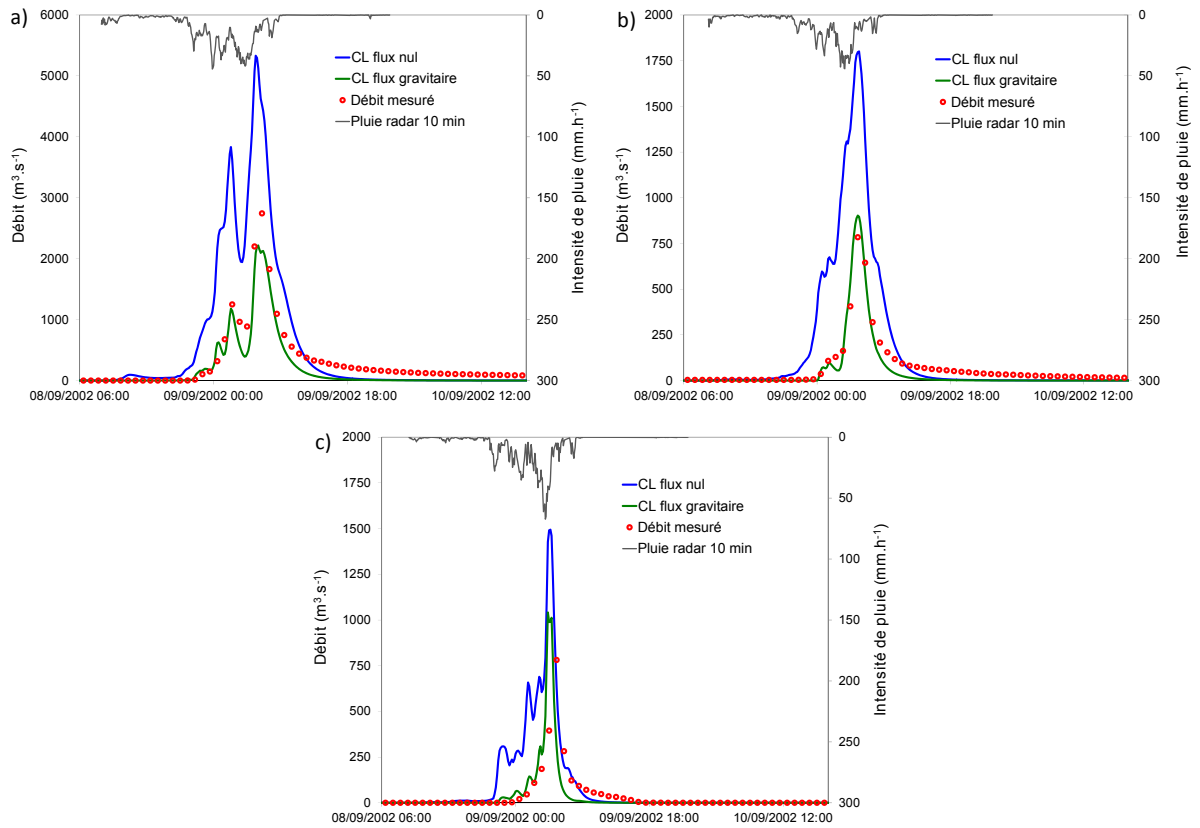 a)
Débit (m³.s⁻¹)
6000
5000
4000
3000
2000
1000
0
CL flux nul
CL flux gravitaire
Débit mesuré
Pluie radar 10 min
0
50
100
150
200
250
300
Intensité de pluie (mm.h⁻¹)
08/09/2002 06:00
09/09/2002 00:00
09/09/2002 18:00
10/09/2002 12:00
b)
Débit (m³.s⁻¹)
2000
1750
1500
1250
1000
750
500
250
0
CL flux nul
CL flux gravitaire
Débit mesuré
Pluie radar 10 min
0
50
100
150
200
250
300
Intensité de pluie (mm.h⁻¹)
08/09/2002 06:00
09/09/2002 00:00
09/09/2002 18:00
10/09/2002 12:00
c)
Débit (m³.s⁻¹)
2000
1750
1500
1250
1000
750
500
250
0
CL flux nul
CL flux gravitaire
Débit mesuré
Pluie radar 10 min
0
50
100
150
200
250
300
Intensité de pluie (mm.h⁻¹)
08/09/2002 06:00
09/09/2002 00:00
09/09/2002 18:00
10/09/2002 12:00